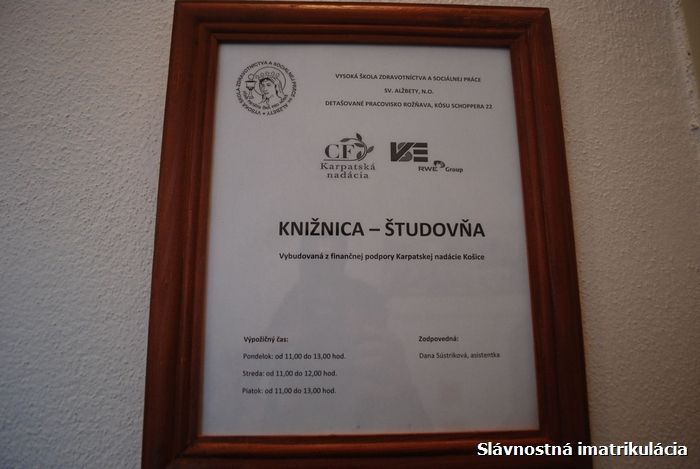 VYSOKÁ ŠKOLA ZDRAVOTNÍCTVA A SOCIÁLNEJ PRÁCE
SV. ALŽBETY, N.O.
DETAŠOVANÉ PRACOVISKO ROŽŇAVA, KÓSU SCHOPPERA 22
CF
Karpatská
nadácia
VSE
RWE Group
KNIŽNICA – ŠTUDOVŇA
Vybudovaná z finančnej podpory Karpatskej nadácie Košice
Výpožičný čas:
Pondelok: od 11,00 do 13,00 hod.
Streda: od 11,00 do 12,00 hod.
Piatok: od 11,00 do 13,00 hod.
Zodpovedná:
Dana Sústriková, asistentka
Slávnostná imatrikulácia